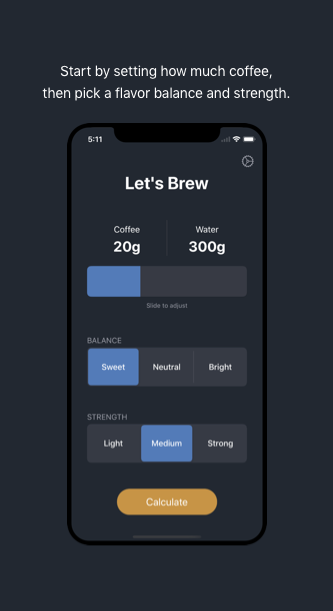 Start by setting how much coffee,
then pick a flavor balance and strength.
5:11
Let's Brew
Coffee Water
20g 300g
Slide to adjust
BALANCE
Sweet Neutral Bright
STRENGTH
Light Medium Strong
Calculate